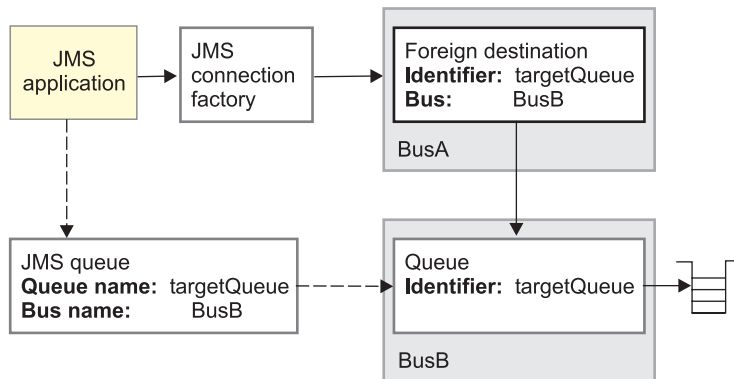 JMS
application
JMS
connection
factory
Foreign destination
Identifier: targetQueue
Bus: BusB
BusA
JMS queue
Queue name: targetQueue
Bus name: BusB
Queue
Identifier: targetQueue
BusB